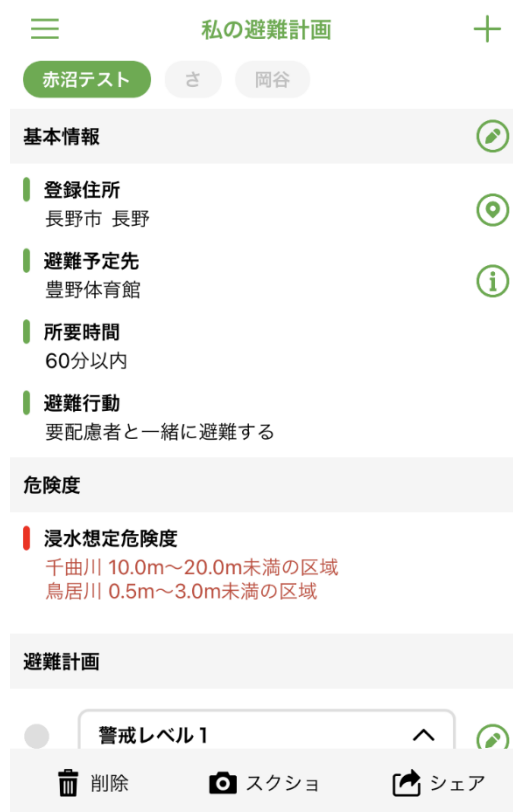 私の避難計画
赤沼テスト さ 岡谷
基本情報
登録住所
長野市 長野
避難予定先
豊野体育館
所要時間
60分以内
避難行動
要配慮者と一緒に避難する
危険度
浸水想定危険度
千曲川 10.0m〜20.0m未満の区域
鳥居川 0.5m〜3.0m未満の区域
避難計画
警戒レベル1
削除 スクショ シェア